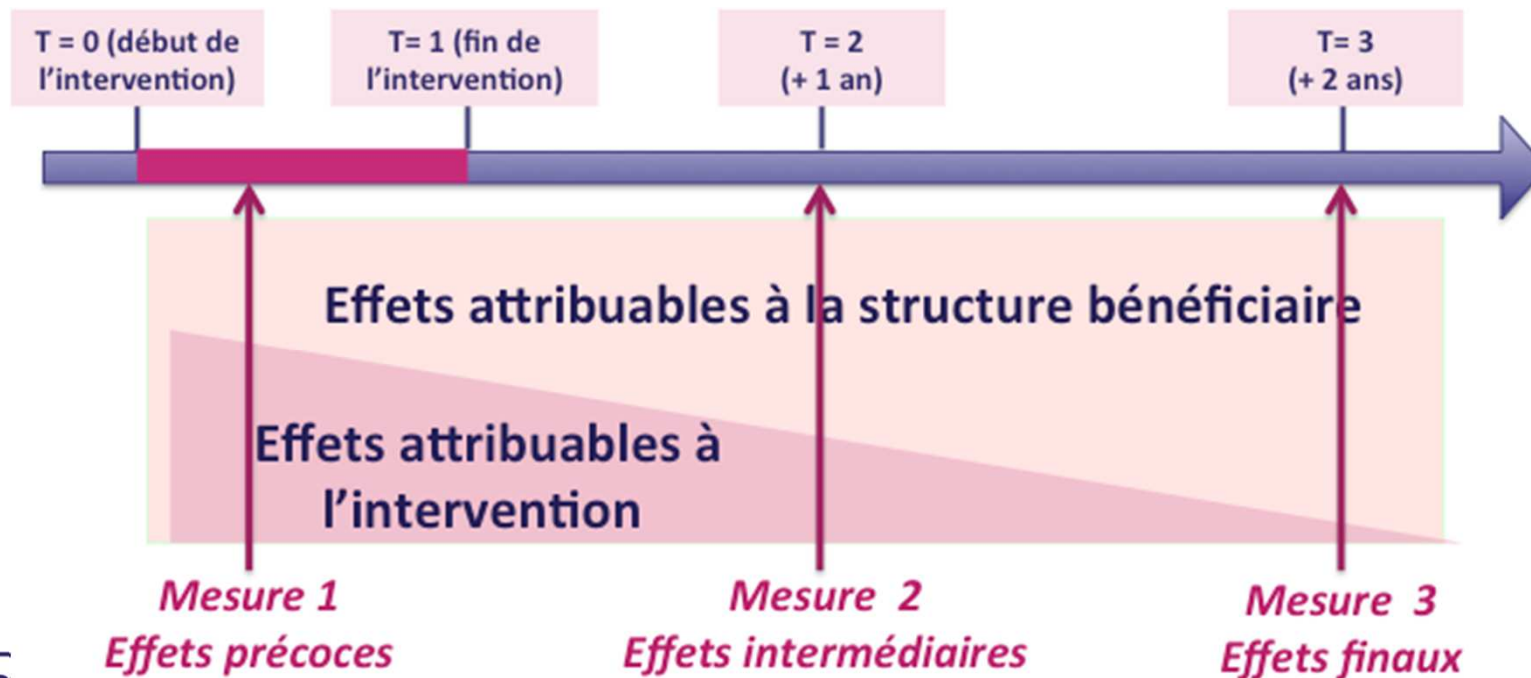 T = 0 (début de
l'intervention)
T= 1 (fin de
l'intervention)
T = 2
(+ 1 an)
T= 3
(+ 2 ans)
Effets attribuables à la structure bénéficiaire
Effets attribuables à
l'intervention
Mesure 1
Effets précoces
Mesure 2
Effets intermédiaires
Mesure 3
Effets finaux